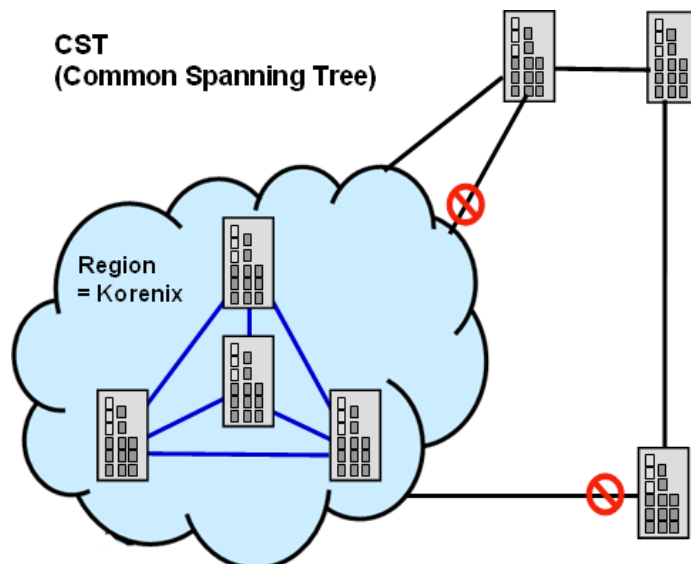 CST
(Common Spanning Tree)
Region
= Korenix